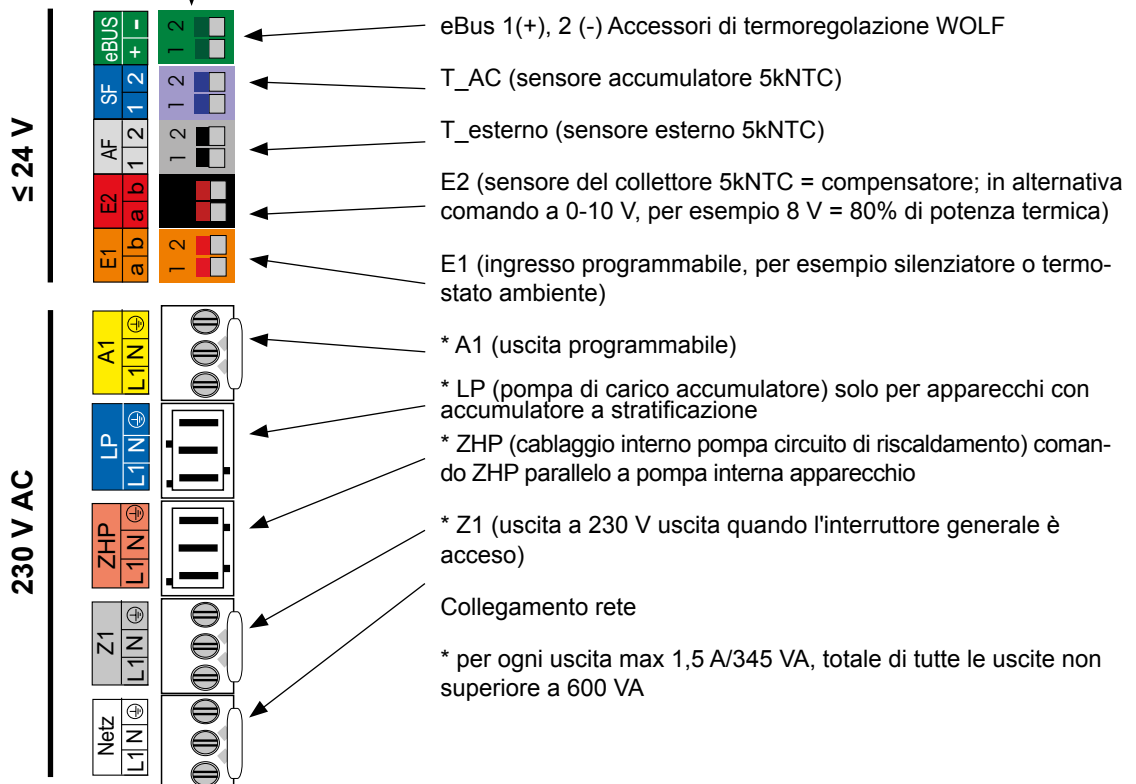 ≤ 24 V
eBUS
+ -
1 2
eBus 1(+), 2 (-) Accessori di termoregolazione WOLF
SF
1 2
1 2
T_AC (sensore accumulatore 5kNTC)
AF
1 2
1 2
T_esterno (sensore esterno 5kNTC)
E2
a b
E2 (sensore del collettore 5kNTC = compensatore; in alternativa
comando a 0-10 V, per esempio 8 V = 80% di potenza termica)
E1
a b
1 2
E1 (ingresso programmabile, per esempio silenziatore o termo-
stato ambiente)
230 V AC
A1
L1 N
* A1 (uscita programmabile)
LP
L1 N
* LP (pompa di carico accumulatore) solo per apparecchi con
accumulatore a stratificazione
ZHP
L1 N
* ZHP (cablaggio interno pompa circuito di riscaldamento) coman-
do ZHP parallelo a pompa interna apparecchio
Z1
L1 N
* Z1 (uscita a 230 V uscita quando l'interruttore generale è
acceso)
Netz
L1 N
Collegamento rete
* per ogni uscita max 1,5 A/345 VA, totale di tutte le uscite non
superiore a 600 VA